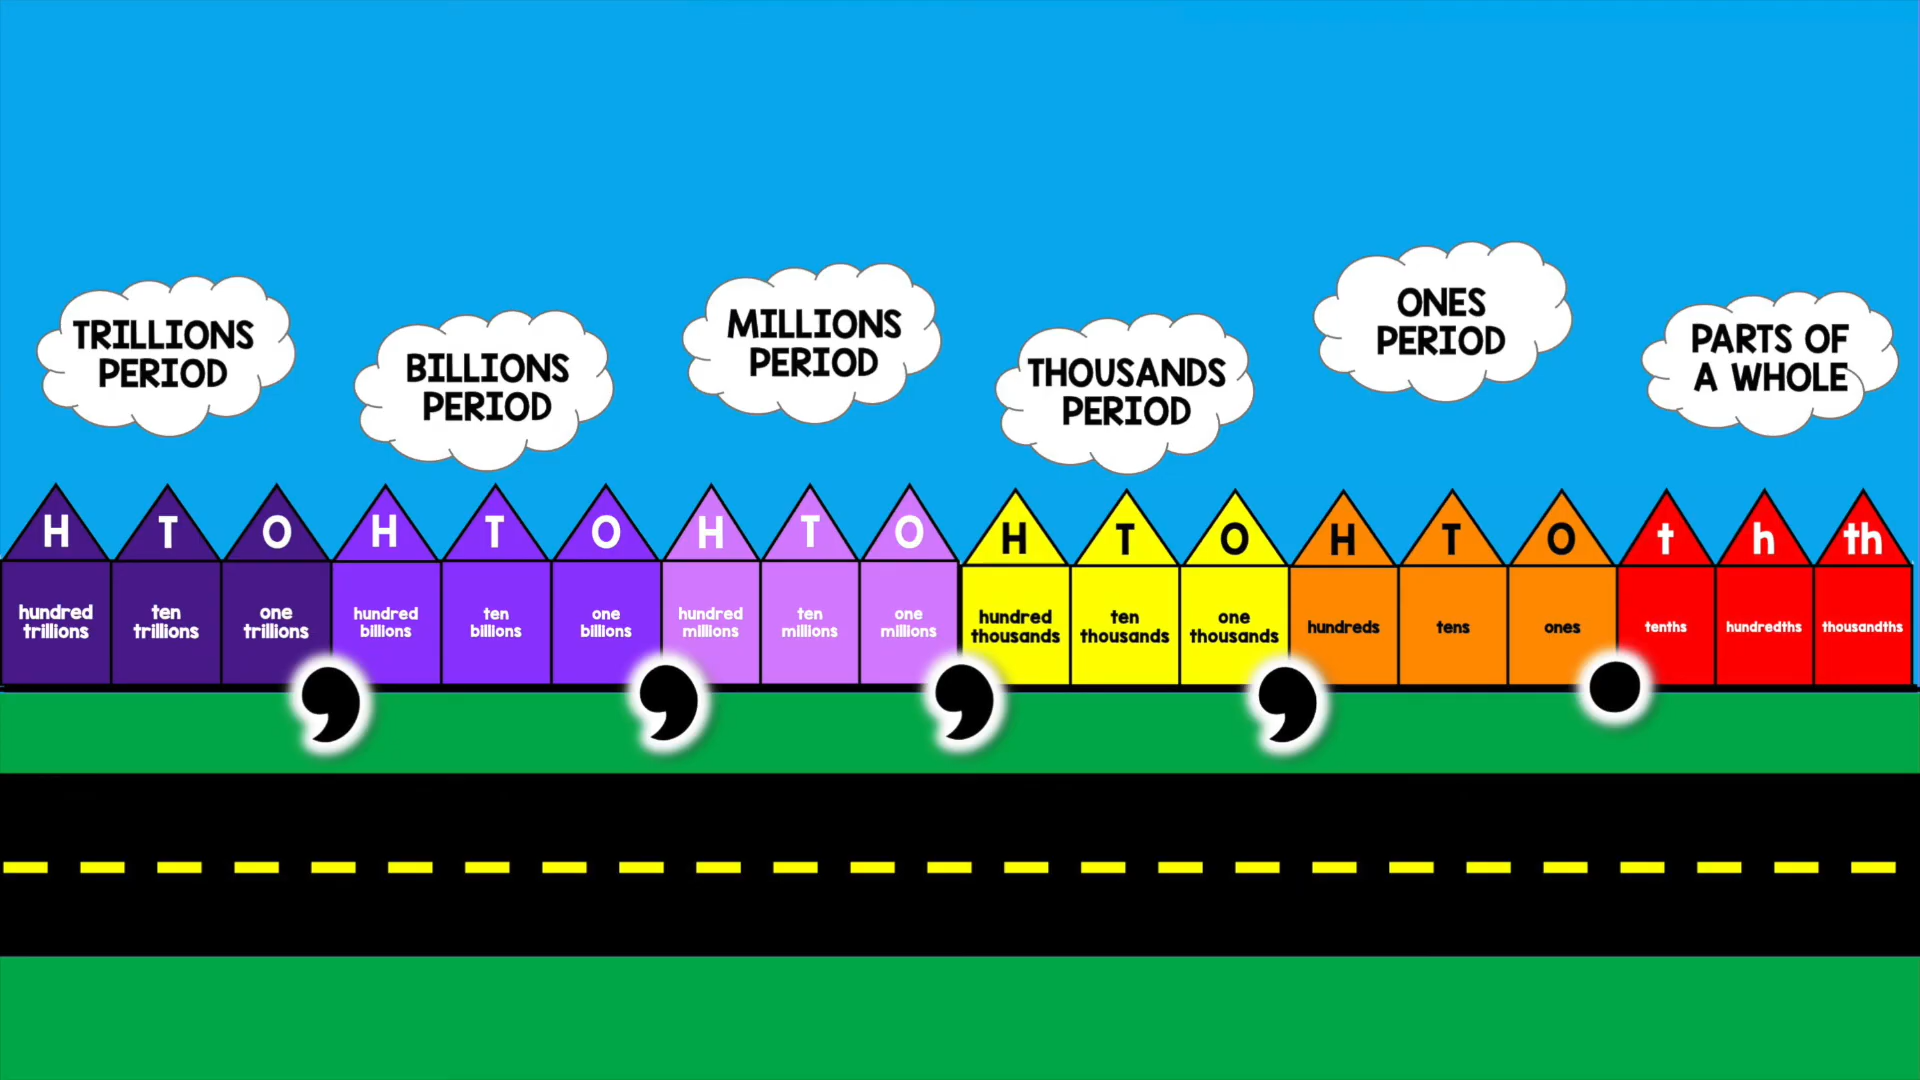 TRILLIONS
PERIOD
BILLIONS
PERIOD
MILLIONS
PERIOD
THOUSANDS
PERIOD
ONES
PERIOD
PARTS OF
A WHOLE
H T O H T O H T O H T O H T O t h th
hundred
trillions
ten
trillions
one
trillions
hundred
billions
ten
billions
one
billions
hundred
millions
ten
millions
one
millions
hundred
thousands
ten
thousands
one
thousands
hundreds
tens
ones
tenths
hundredths
thousandths
, , , , .